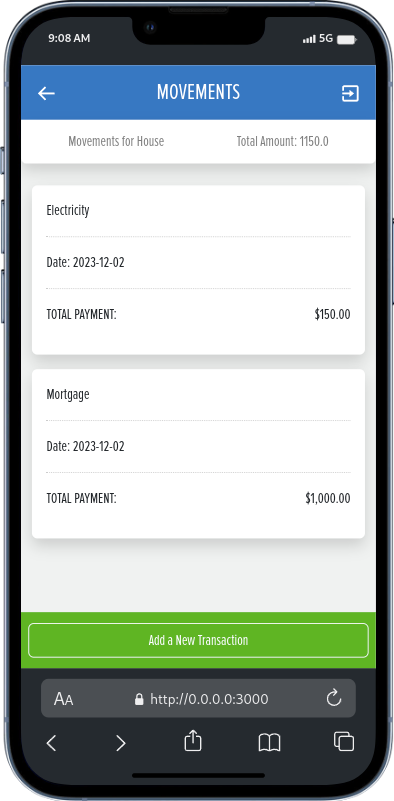 9:08 AM 5G
MOVEMENTS
Movements for House Total Amount: 1150.0
Electricity
Date: 2023-12-02
TOTAL PAYMENT: $150.00
Mortgage
Date: 2023-12-02
TOTAL PAYMENT: $1,000.00
Add a New Transaction
AA http://0.0.0.0:3000